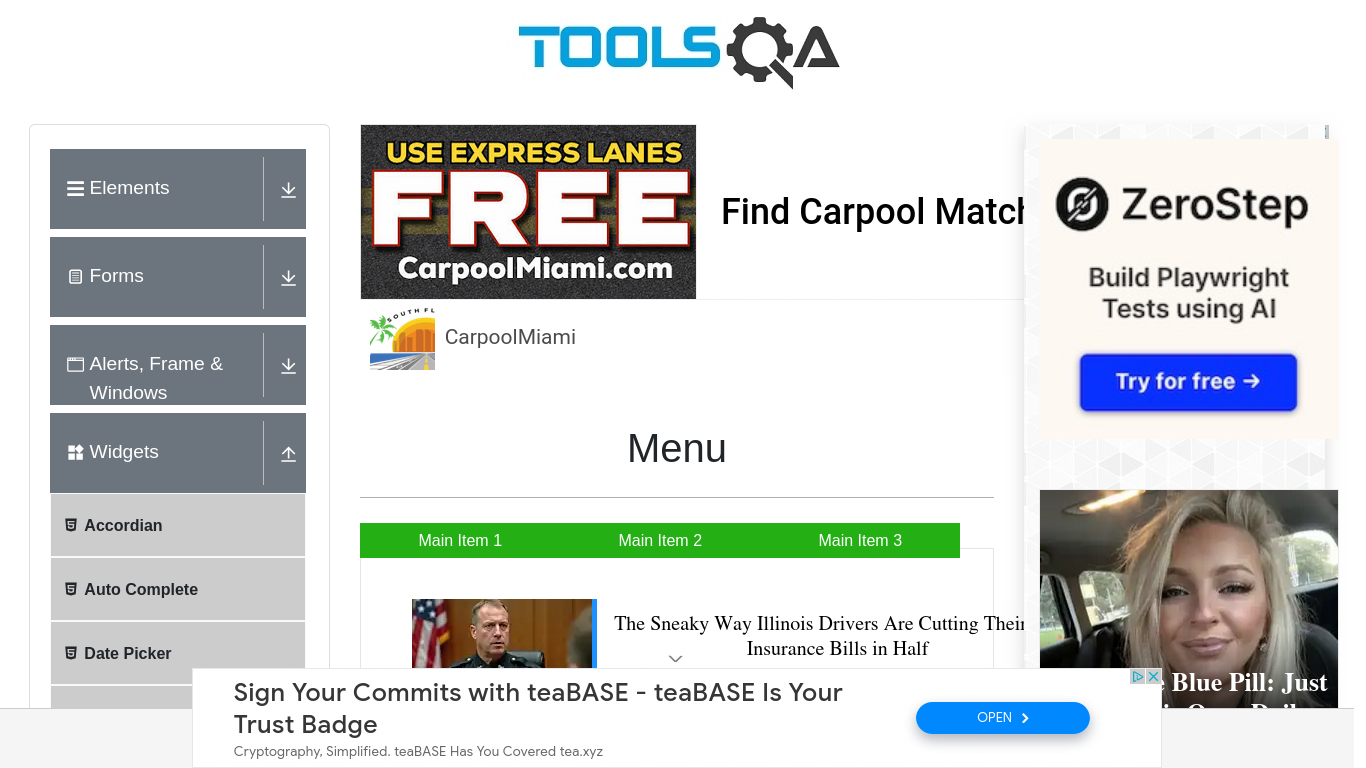 TOOLSQA
Elements
Forms
Alerts, Frame &
Windows
Widgets
Accordian
Auto Complete
Date Picker
USE EXPRESS LANES
FREE
CarpoolMiami.com
Find Carpool Match
SOUTH FL
CarpoolMiami
Menu
Main Item 1
Main Item 2
Main Item 3
The Sneaky Way Illinois Drivers Are Cutting Their
Insurance Bills in Half
ZeroStep
Build Playwright
Tests using AI
Try for free →
Blue Pill: Just
Sign Your Commits with teaBASE - teaBASE Is Your
Trust Badge
Cryptography, Simplified. teaBASE Has You Covered tea.xyz
OPEN